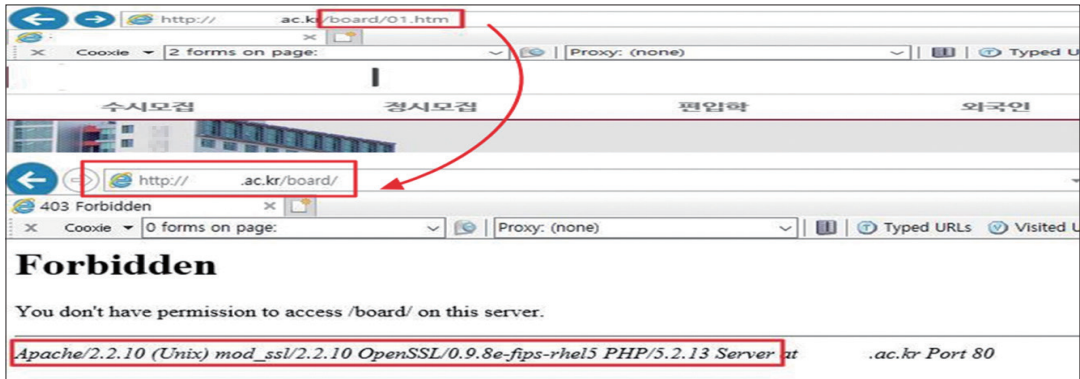 http:// ac.kr/board/01.htm
×
× Cooxie 2 forms on page: Proxy: (none) Typed U
수시모집 정시모집 편입학 외국인
http:// .ac.kr/board/
403 Forbidden ×
× Cooxie 0 forms on page: Proxy: (none) Typed URLs Visited U
Forbidden
You don't have permission to access /board/ on this server.
Apache/2.2.10 (Unix) mod_ssl/2.2.10 OpenSSL/0.9.8e-fips-rhel5 PHP/5.2.13 Server at .ac.kr Port 80